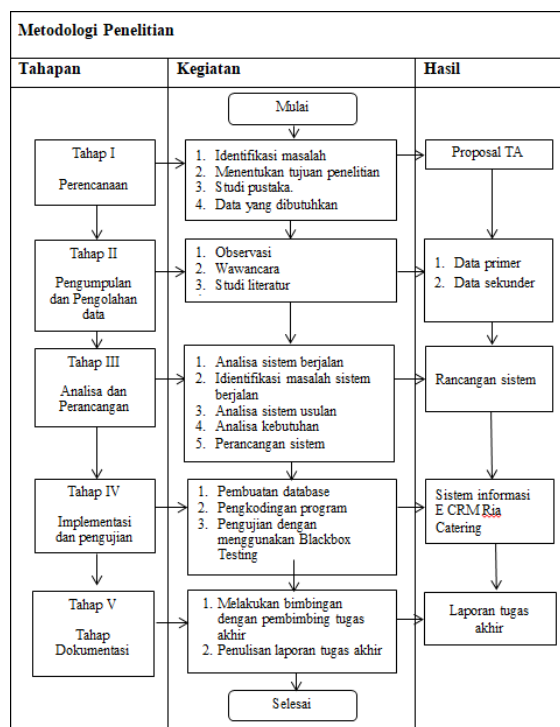 Metodologi Penelitian
Tahapan
Kegiatan
Hasil
Mulai
Tahap I
Perencanaan
1. Identifikasi masalah
2. Menentukan tujuan penelitian
3. Studi pustaka.
4. Data yang dibutuhkan
Proposal TA
Tahap II
Pengumpulan
dan Pengolahan
data
1. Observasi
2. Wawancara
3. Studi literatur
1. Data primer
2. Data sekunder
Tahap III
Analisa dan
Perancangan
1. Analisa sistem berjalan
2. Idientifikasi masalah sistem
berjalan
3. Analisa sistem usulan
4. Analisa kebutuhan
5. Perancangan sistem
Rancangan sistem
Tahap IV
Implementasi
dan pengujian
1. Pembuatan database
2. Pengkodingan program
3. Pengujian dengan
menggunakan Blackbox
Testing
Sistem informasi
E CRM Ria
Catering
Tahap V
Tahap
Dokumentasi
1. Melakukan bimbingan
dengan pembimbing tugas
akhir
2. Penulisan laporan tugas akhir
Laporan tugas
akhir
Selesai